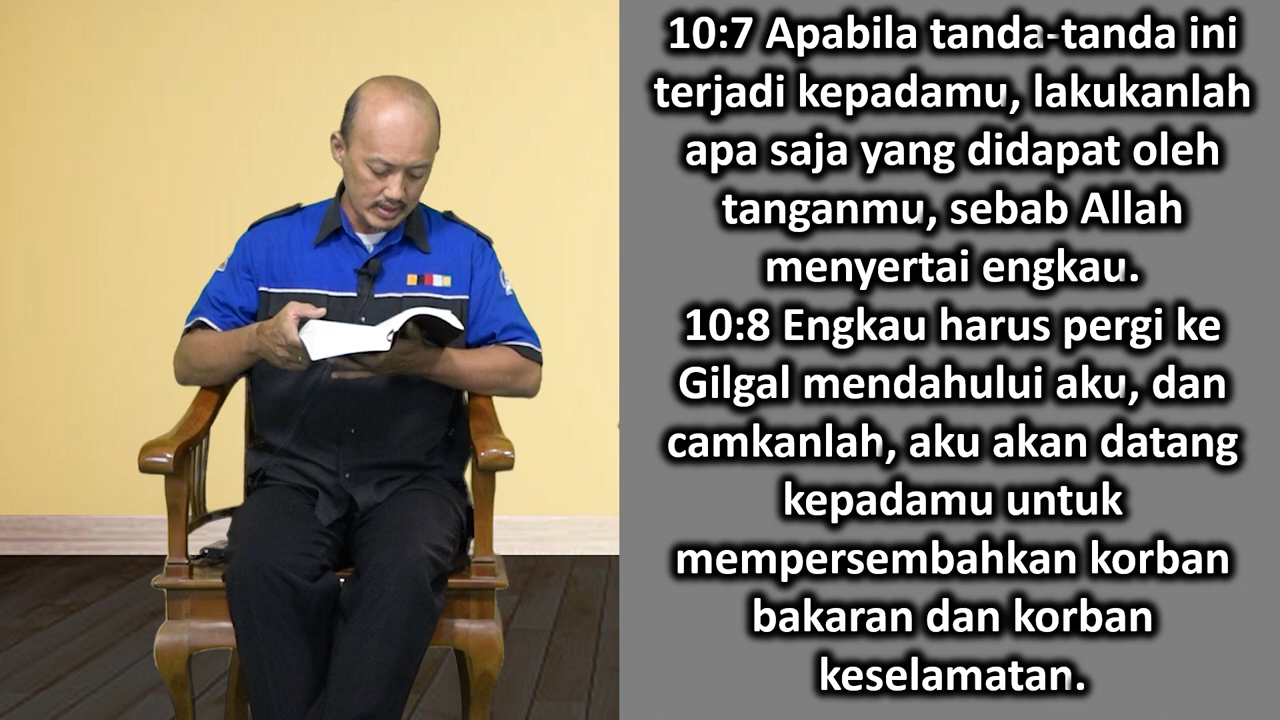 10:7 Apabila tanda-tanda ini
terjadi kepadamu, lakukanlah
apa saja yang didapat oleh
tanganmu, sebab Allah
menyertai engkau.
10:8 Engkau harus pergi ke
Gilgal mendahului aku, dan
camkanlah, aku akan datang
kepadamu untuk
mempersembahkan korban
bakaran dan korban
keselamatan.